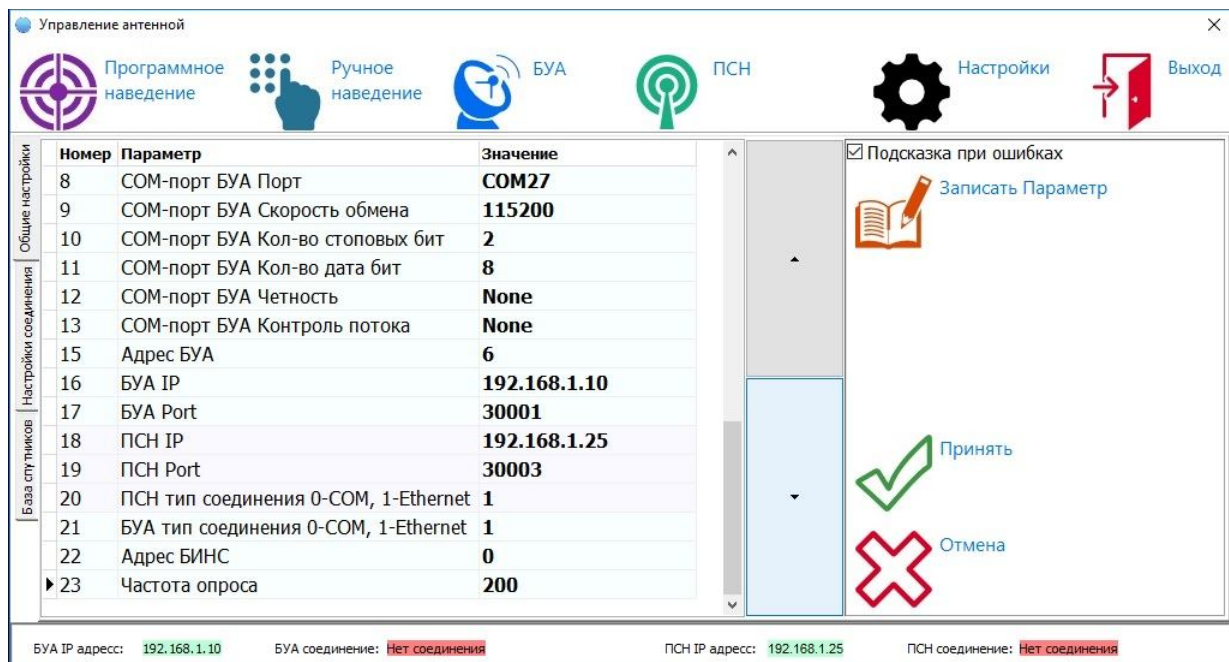 Управление антенной
Программное
наведение
Ручное
наведение
БУА
ПСН
Настройки
Выход
Общие настройки
Настройки соединения
База спутников
Номер Параметр Значение
8 COM-порт БУА Порт COM27
9 COM-порт БУА Скорость обмена 115200
10 COM-порт БУА Кол-во стоповых бит 2
11 COM-порт БУА Кол-во дата бит 8
12 COM-порт БУА Четность None
13 COM-порт БУА Контроль потока None
15 Адрес БУА 6
16 БУА IP 192.168.1.10
17 БУА Port 30001
18 ПСН IP 192.168.1.25
19 ПСН Port 30003
20 ПСН тип соединения 0-COM, 1-Ethernet 1
21 БУА тип соединения 0-COM, 1-Ethernet 1
22 Адрес БИНС 0
23 Частота опроса 200
Подсказка при ошибках
Записать Параметр
Принять
Отмена
БУА IP адресс: 192.168.1.10 БУА соединение: Нет соединения ПСН IP адресс: 192.168.1.25 ПСН соединение: Нет соединения